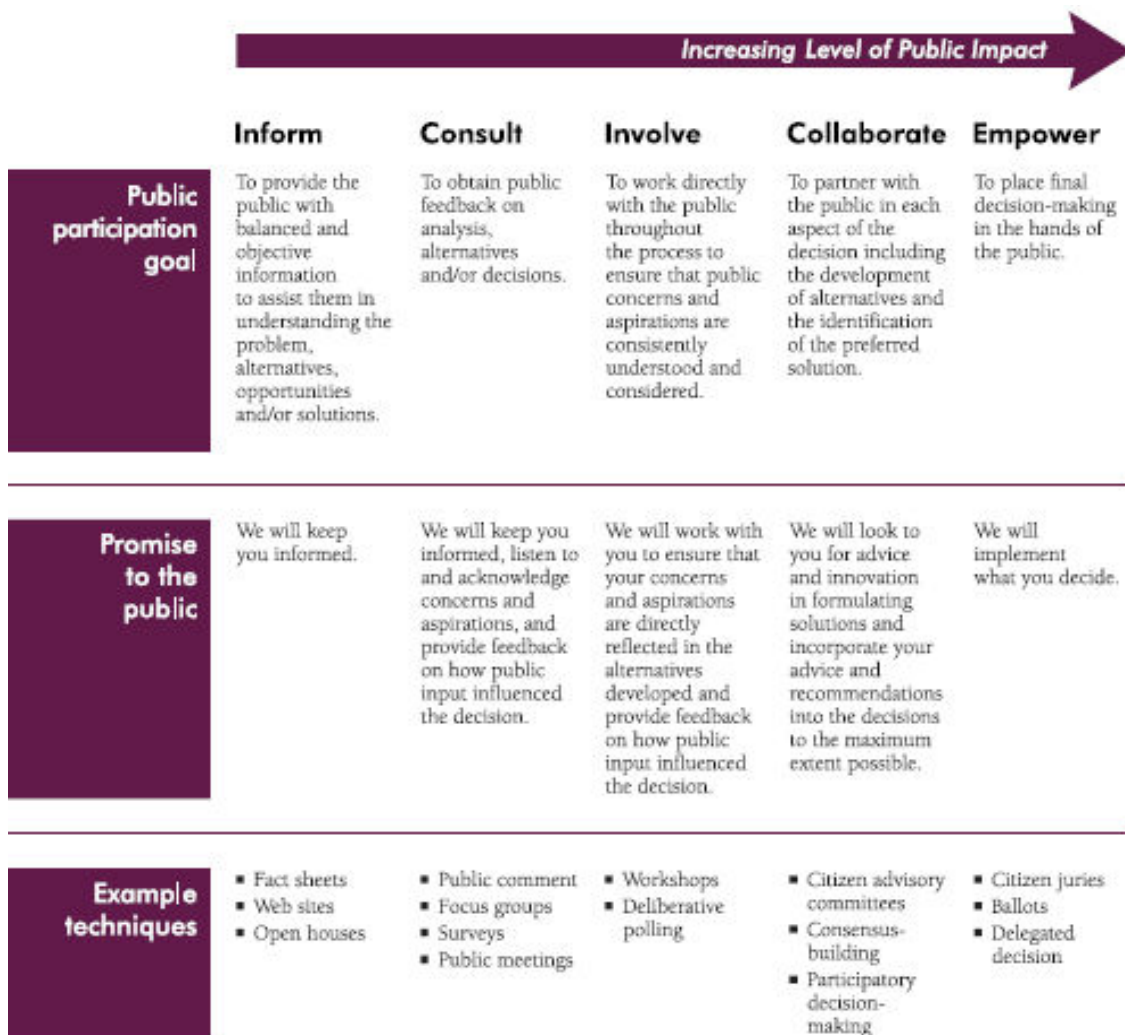 Increasing Level of Public Impact
Inform
Consult
Involve
Collaborate
Empower
Public
participation
goal
To provide the
public with
balanced and
objective
information
to assist them in
understanding the
problem,
alternatives,
opportunities
and/or solutions.
To obtain public
feedback on
analysis,
alternatives
and/or decisions.
To work directly
with the public
throughout
the process to
ensure that public
concerns and
aspirations are
consistently
understood and
considered.
To partner with
the public in each
aspect of the
decision including
the development
of alternatives and
the identification
of the preferred
solution.
To place final
decision-making
in the hands of
the public.
Promise
to the
public
We will keep
you informed.
We will keep you
informed, listen to
and acknowledge
concerns and
aspirations, and
provide feedback
on how public
input influenced
the decision.
We will work with
you to ensure that
your concerns
and aspirations
are directly
reflected in the
alternatives
developed and
provide feedback
on how public
input influenced
the decision.
We will look to
you for advice
and innovation
in formulating
solutions and
incorporate your
advice and
recommendations
into the decisions
to the maximum
extent possible.
We will
implement
what you decide.
Example
techniques
▪ Fact sheets
▪ Web sites
▪ Open houses
▪ Public comment
▪ Focus groups
▪ Surveys
▪ Public meetings
▪ Workshops
▪ Deliberative
polling
▪ Citizen advisory
committees
▪ Consensus-
building
▪ Participatory
decision-
making
▪ Citizen juries
▪ Ballots
▪ Delegated
decision